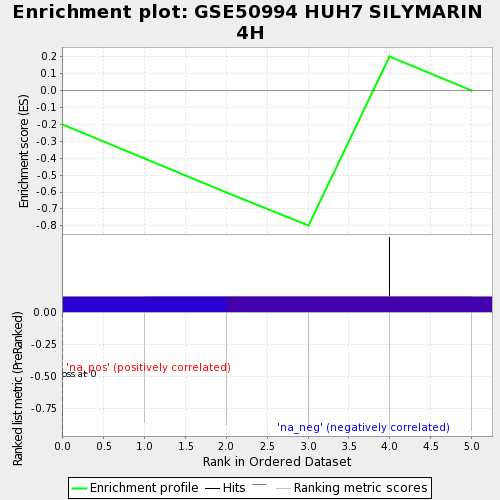 Enrichment plot: GSE50994 HUH7 SILYMARIN
4H
Enrichment score (ES)
0.2
0.1
0.0
-0.1
-0.2
-0.3
-0.4
-0.5
-0.6
-0.7
-0.8
Ranked list metric (PreRanked)
0.00
-0.25
-0.50
-0.75
'na_pos' (positively correlated)
oss at 0
'na_neg' (negatively correlated)
0.0 0.5 1.0 1.5 2.0 2.5 3.0 3.5 4.0 4.5 5.0
Rank in Ordered Dataset
Enrichment profile Hits Ranking metric scores